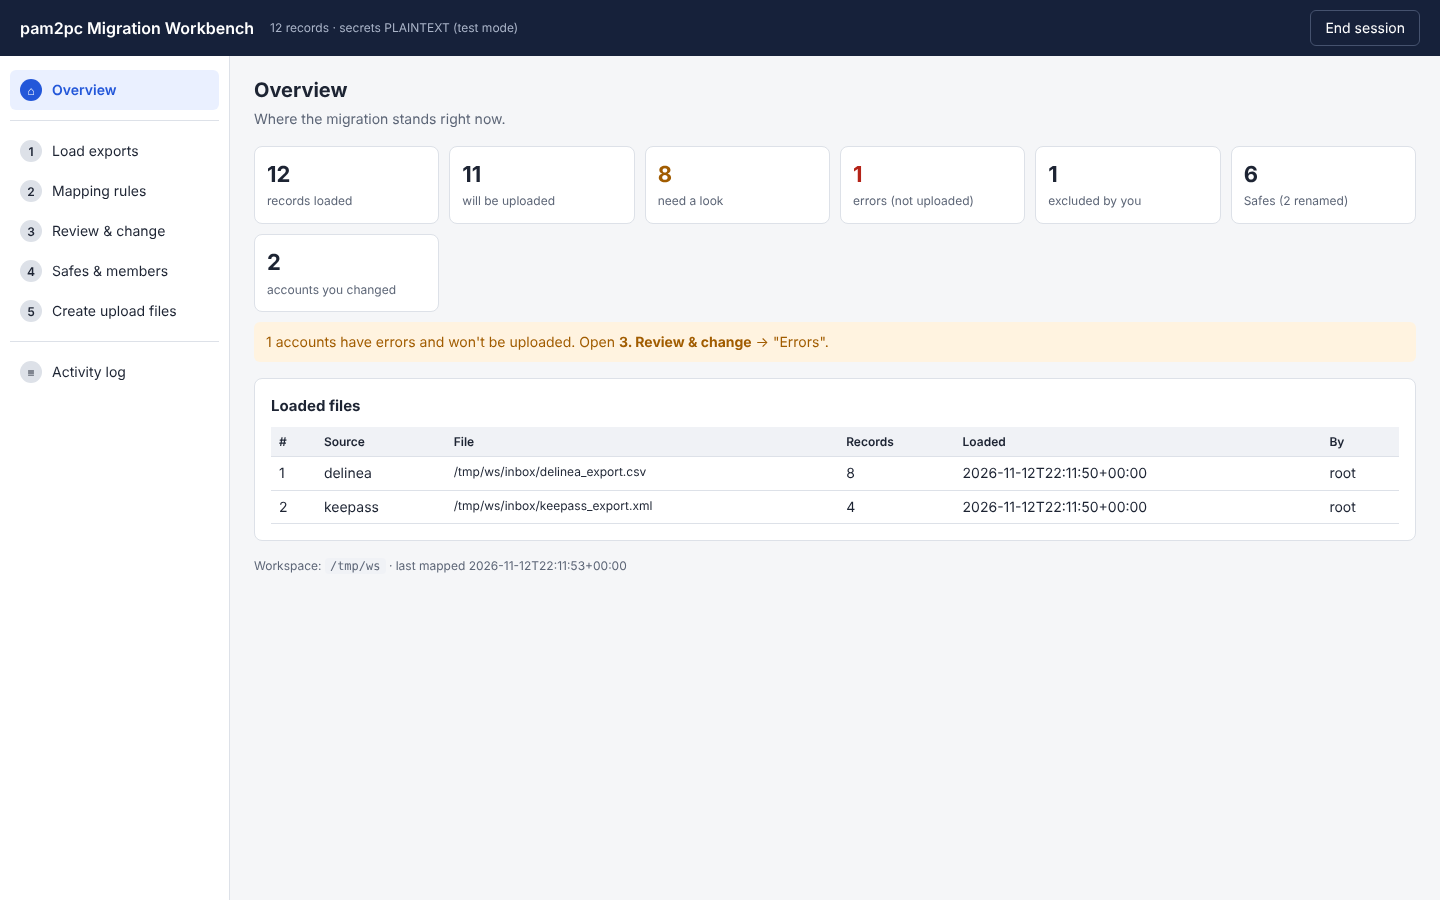 pam2pc Migration Workbench
12 records · secrets PLAINTEXT (test mode)
End session
⌂ Overview
1 Load exports
2 Mapping rules
3 Review & change
4 Safes & members
5 Create upload files
≡ Activity log
Overview
Where the migration stands right now.
12
records loaded
11
will be uploaded
8
need a look
1
errors (not uploaded)
1
excluded by you
6
Safes (2 renamed)
2
accounts you changed
1 accounts have errors and won't be uploaded. Open 3. Review & change → "Errors".
Loaded files
# Source File Records Loaded By
1 delinea /tmp/ws/inbox/delinea_export.csv 8 2026-11-12T22:11:50+00:00 root
2 keepass /tmp/ws/inbox/keepass_export.xml 4 2026-11-12T22:11:50+00:00 root
Workspace: /tmp/ws · last mapped 2026-11-12T22:11:53+00:00